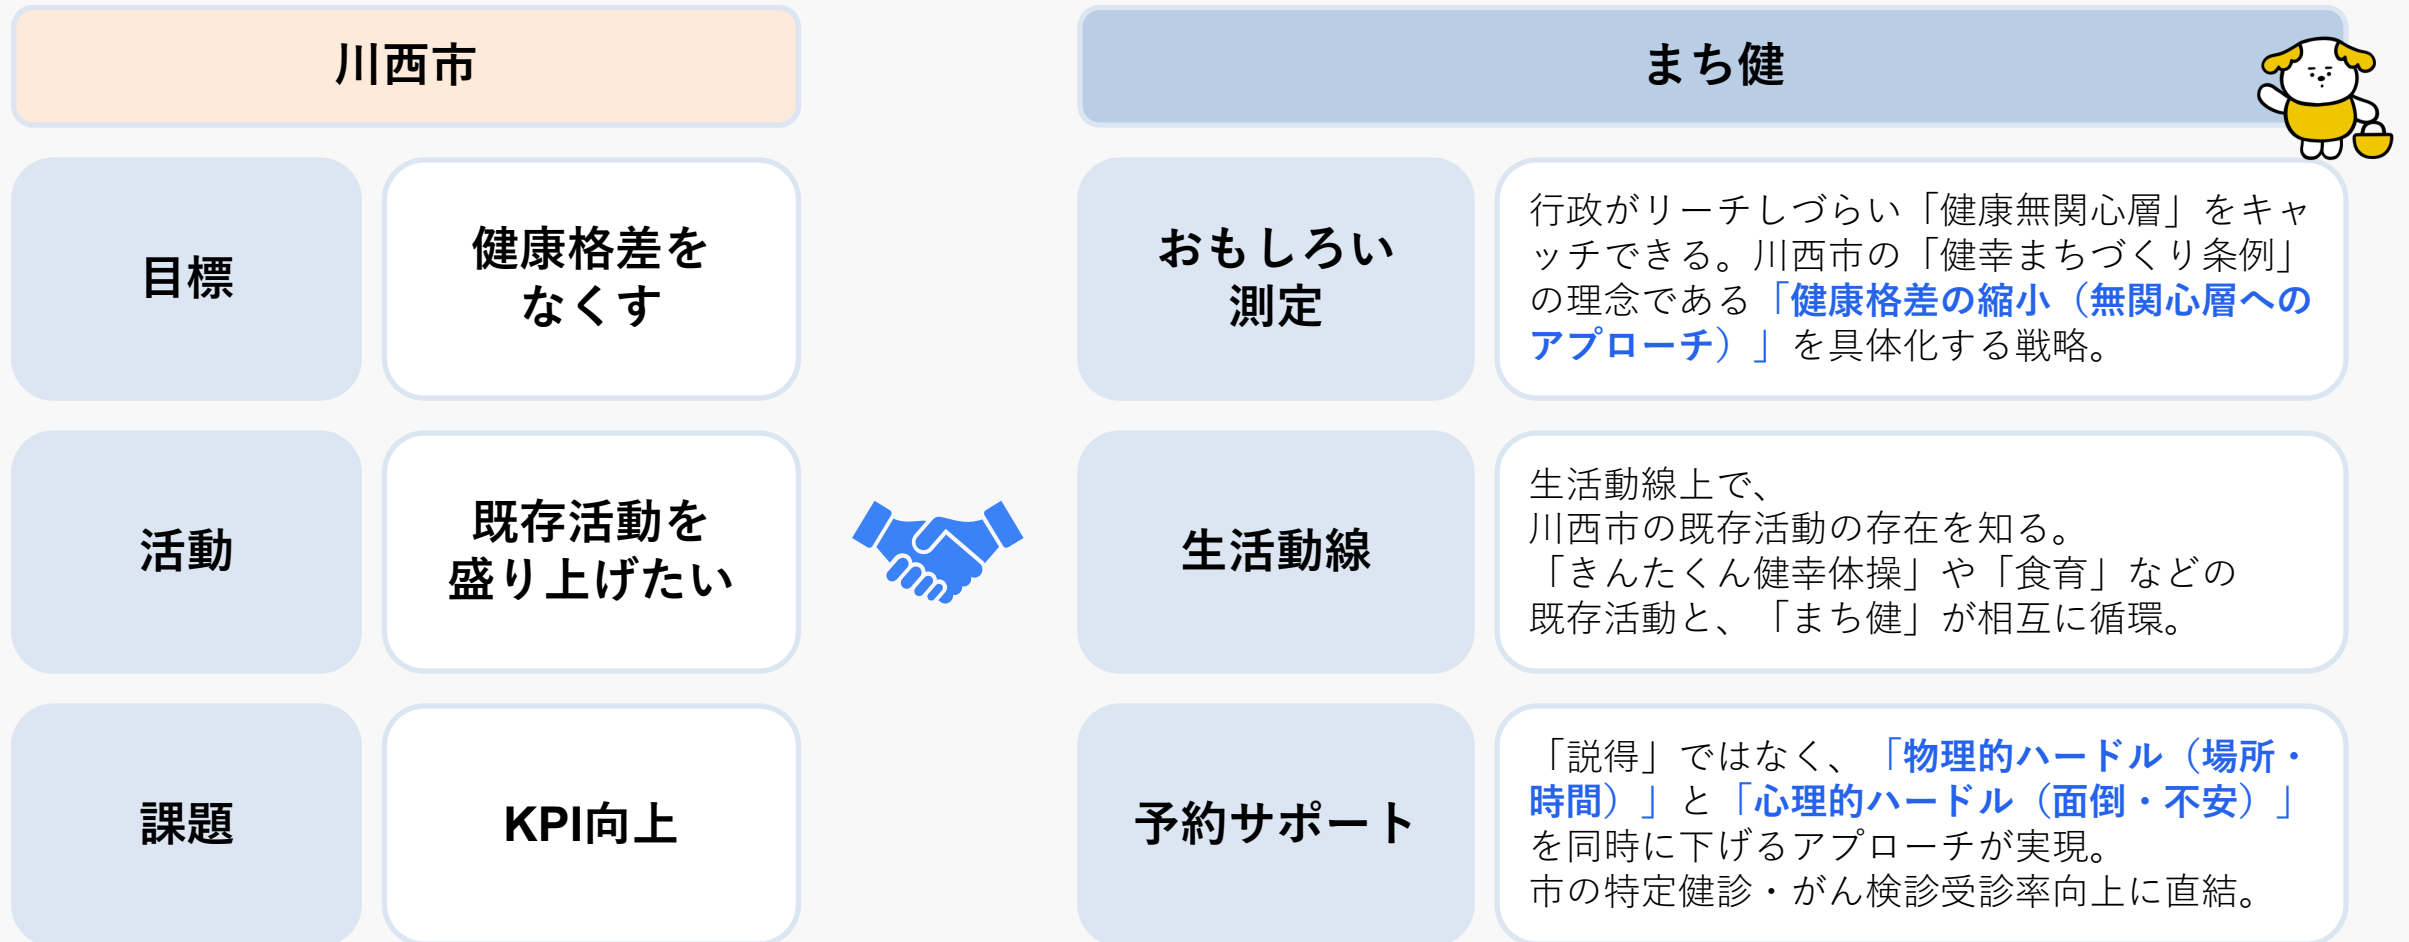 川西市
まち健
目標
健康格差を
なくす
おもしろい
測定
行政がリーチしづらい「健康無関心層」をキャ
ッチできる。川西市の「健幸まちづくり条例」
の理念である「健康格差の縮小（無関心層への
アプローチ）」を具体化する戦略。
活動
既存活動を
盛り上げたい
生活動線
生活動線上で、
川西市の既存活動の存在を知る。
「きんたくん健幸体操」や「食育」などの
既存活動と、「まち健」が相互に循環。
課題
KPI向上
予約サポート
「説得」ではなく、「物理的ハードル（場所・
時間）」と「心理的ハードル（面倒・不安）」
を同時に下げるアプローチが実現。
市の特定健診・がん検診受診率向上に直結。